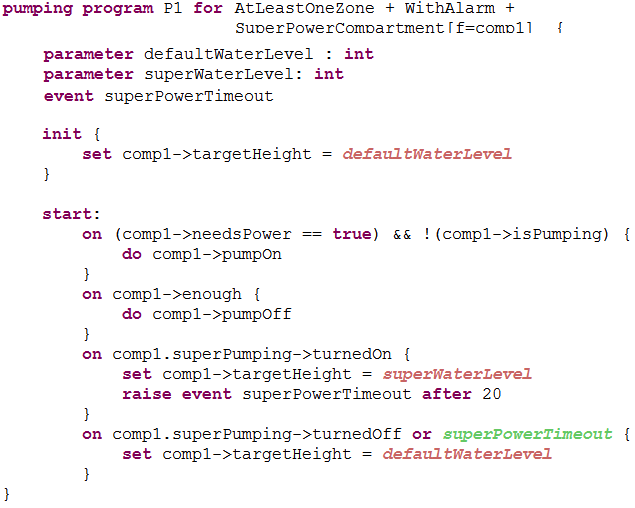 pumping program P1 for AtLeastOneZone + WithAlarm +
SuperPowerCompartment[f=comp1] {
parameter defaultWaterLevel : int
parameter superWaterLevel: int
event superPowerTimeout
init {
set comp1->targetHeight = defaultWaterLevel
}
start:
on (comp1->needsPower == true) && !(comp1->isPumping) {
do comp1->pumpOn
}
on comp1->enough {
do comp1->pumpOff
}
on comp1.superPumping->turnedOn {
set comp1->targetHeight = superWaterLevel
raise event superPowerTimeout after 20
}
on comp1.superPumping->turnedOff or superPowerTimeout {
set comp1->targetHeight = defaultWaterLevel
}
}